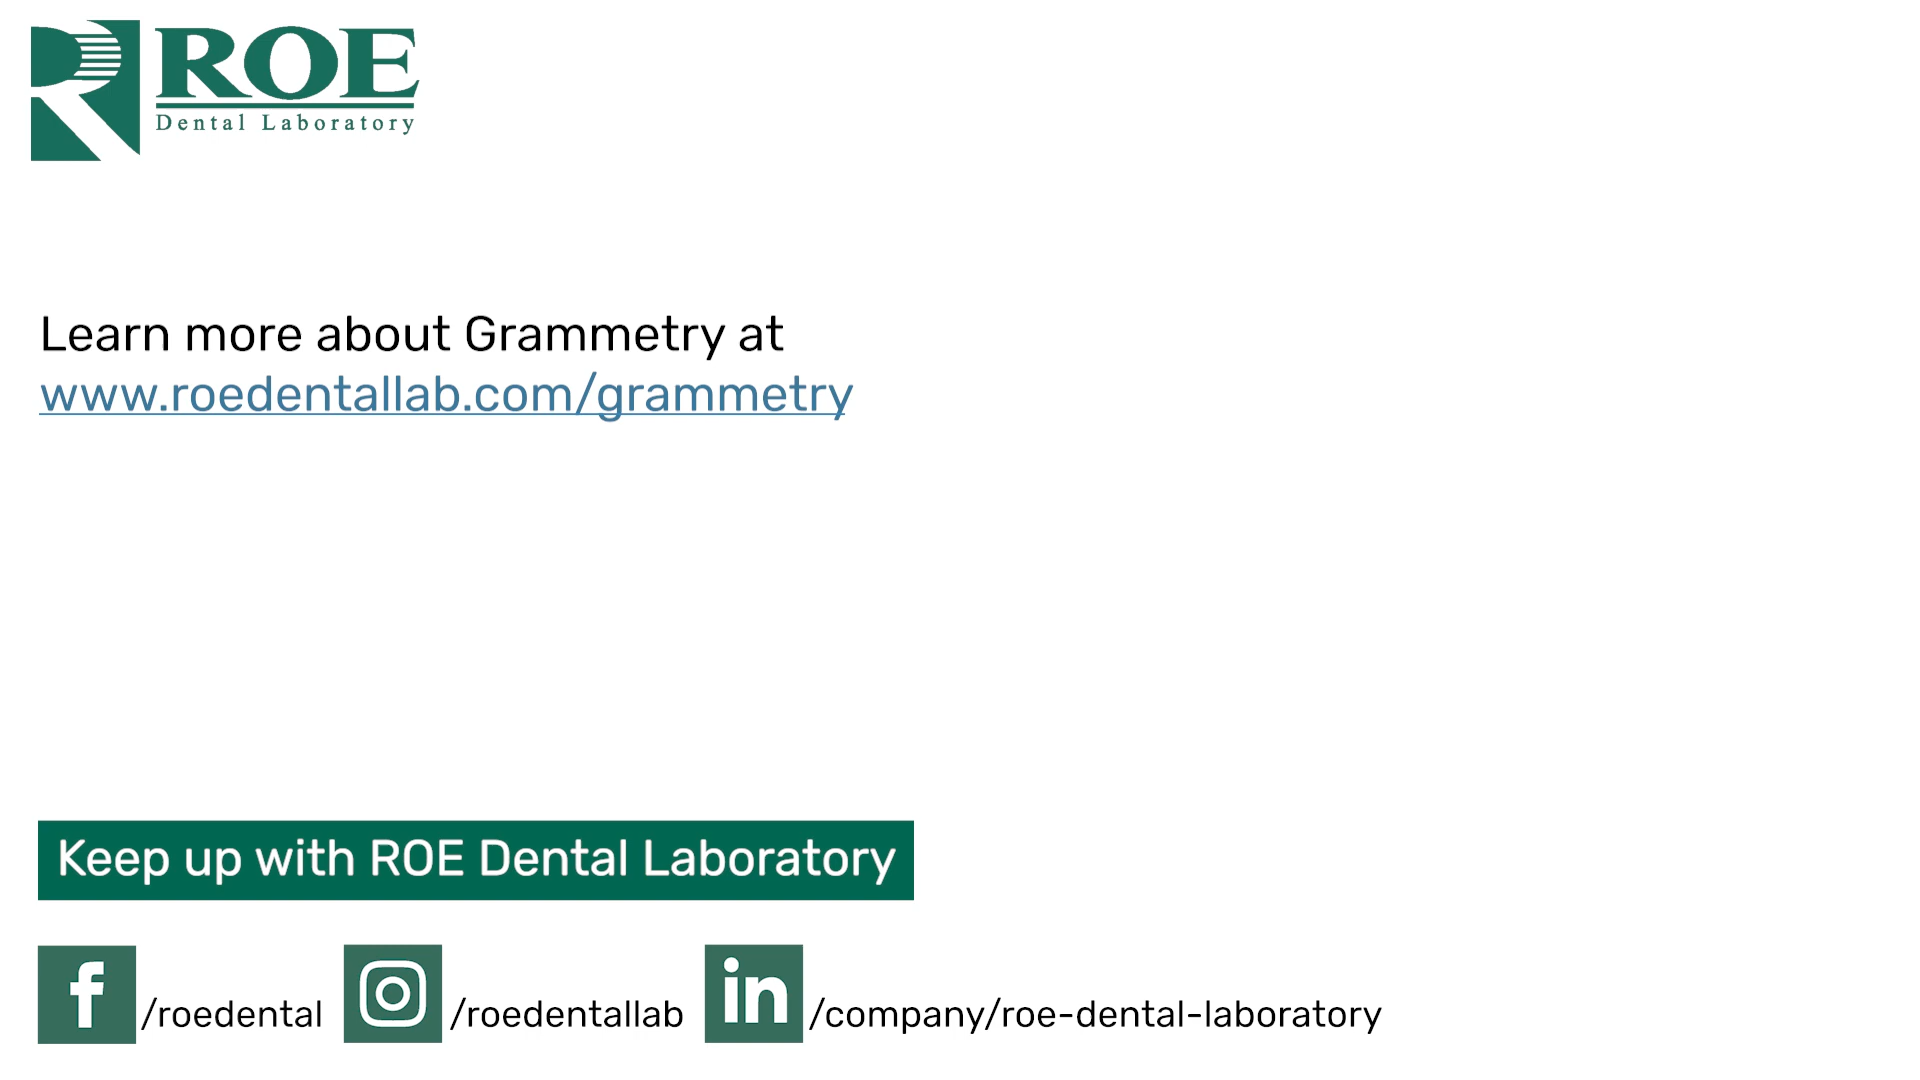 ROE
Dental Laboratory
Learn more about Grammetry at
www.roedentallab.com/grammetry
Keep up with ROE Dental Laboratory
/roedental /roedentallab /company/roe-dental-laboratory